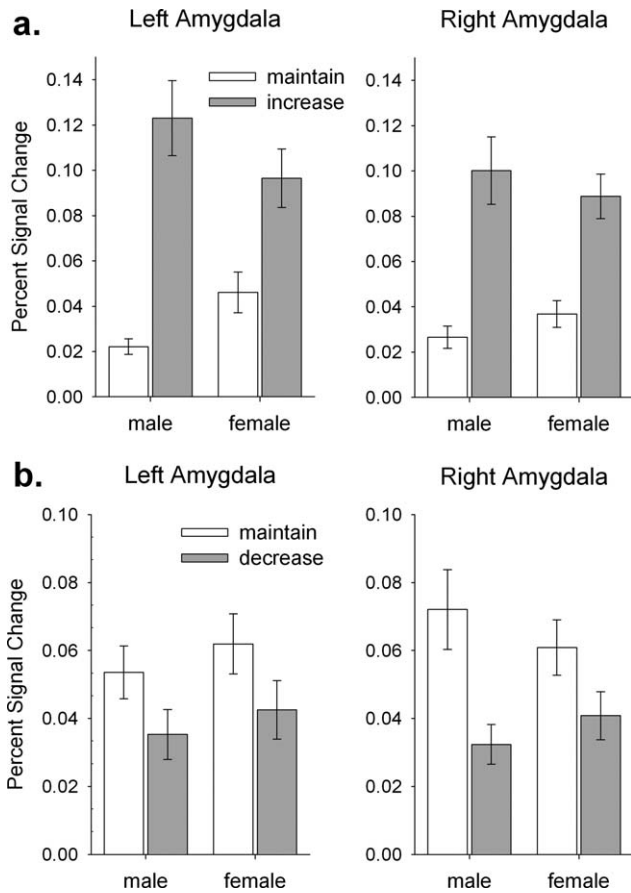 a.
Left Amygdala
Right Amygdala
Percent Signal Change
0.14
0.12
0.10
0.08
0.06
0.04
0.02
0.00
maintain
increase
male female
0.14
0.12
0.10
0.08
0.06
0.04
0.02
0.00
male female
b.
Left Amygdala
Right Amygdala
Percent Signal Change
0.10
0.08
0.06
0.04
0.02
0.00
maintain
decrease
male female
0.10
0.08
0.06
0.04
0.02
0.00
male female